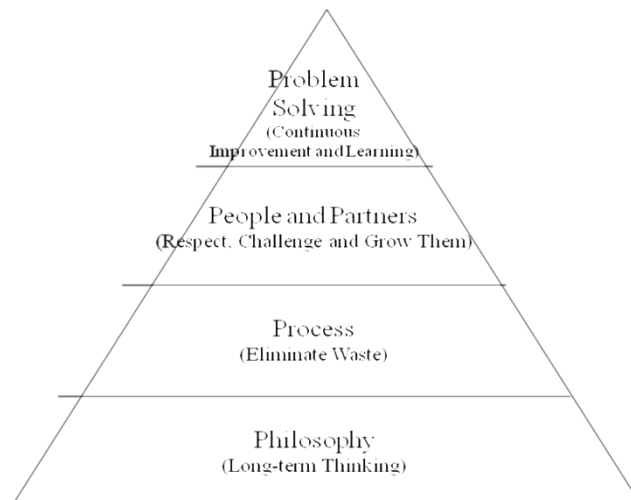 Problem
Solving
(Continuous
Improvement and Learning)
People and Partners
(Respect, Challenge and Grow Them)
Process
(Eliminate Waste)
Philosophy
(Long-term Thinking)